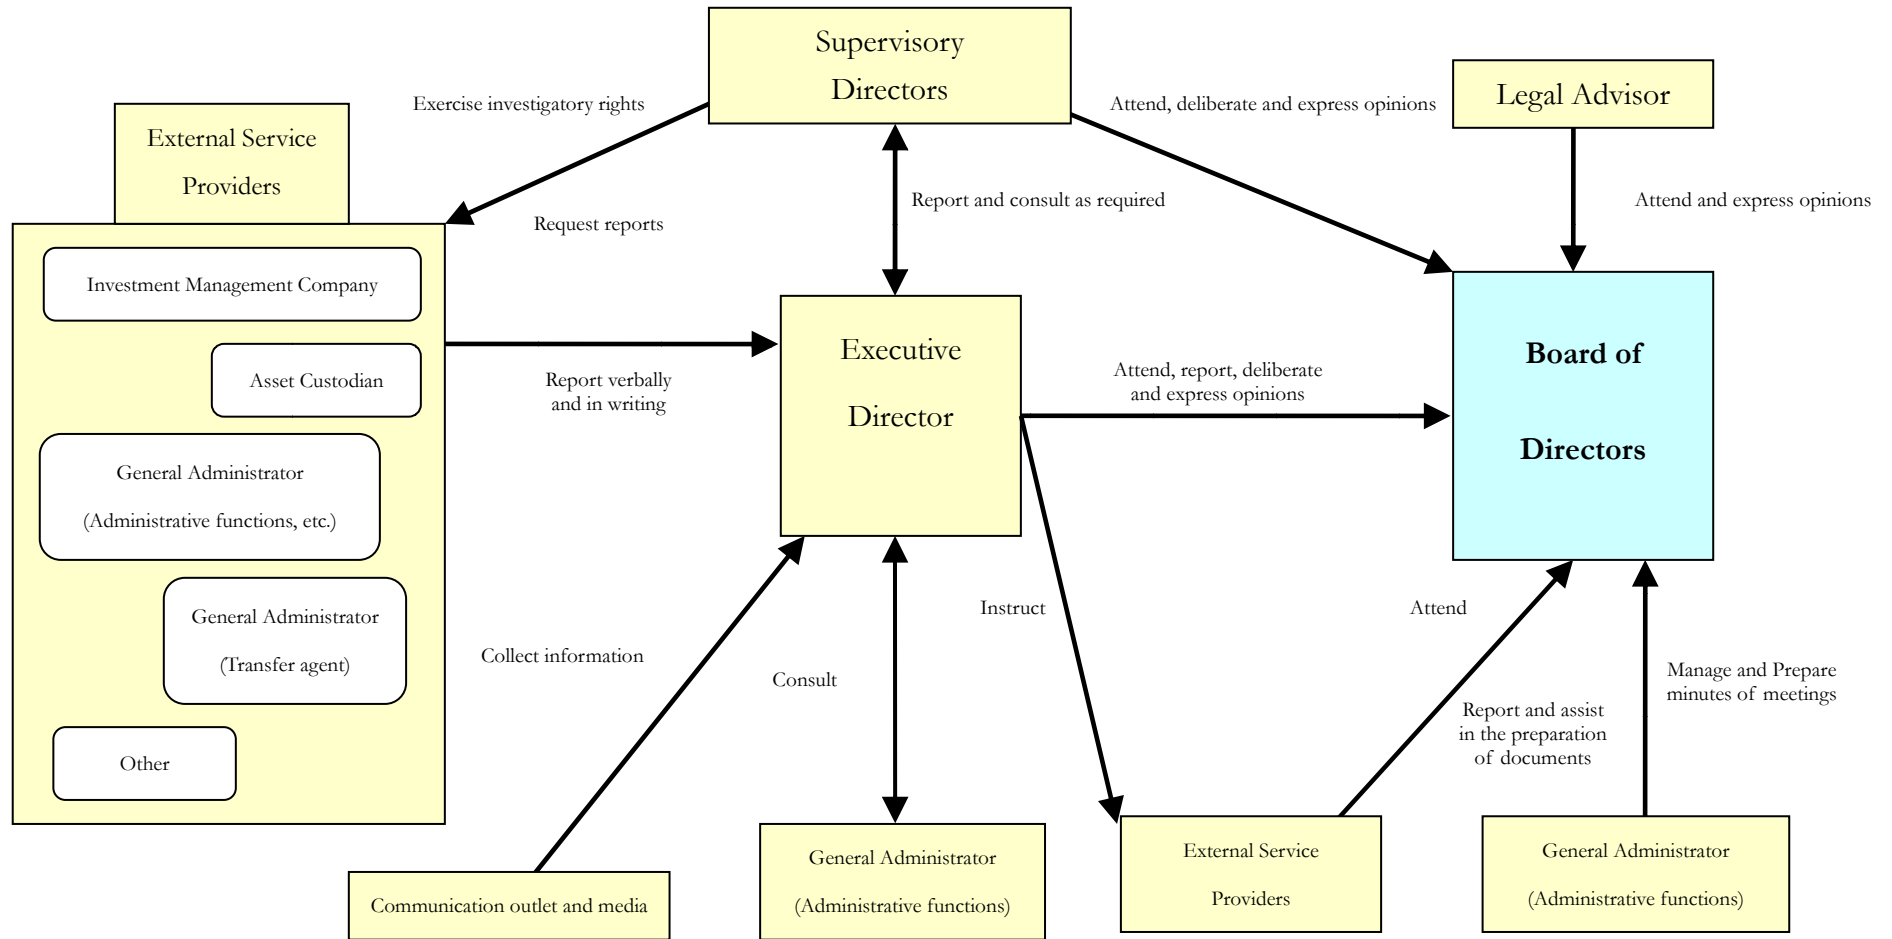 Supervisory
Directors
Legal Advisor
Exercise investigatory rights
Attend, deliberate and express opinions
External Service
Providers
Request reports
Report and consult as required
Attend and express opinions
Investment Management Company
Asset Custodian
General Administrator
(Administrative functions, etc.)
General Administrator
(Transfer agent)
Other
Report verbally
and in writing
Executive
Director
Attend, report, deliberate
and express opinions
Board of
Directors
Collect information
Consult
Instruct
Attend
Report and assist
in the preparation
of documents
Manage and Prepare
minutes of meetings
Communication outlet and media
General Administrator
(Administrative functions)
External Service
Providers
General Administrator
(Administrative functions)